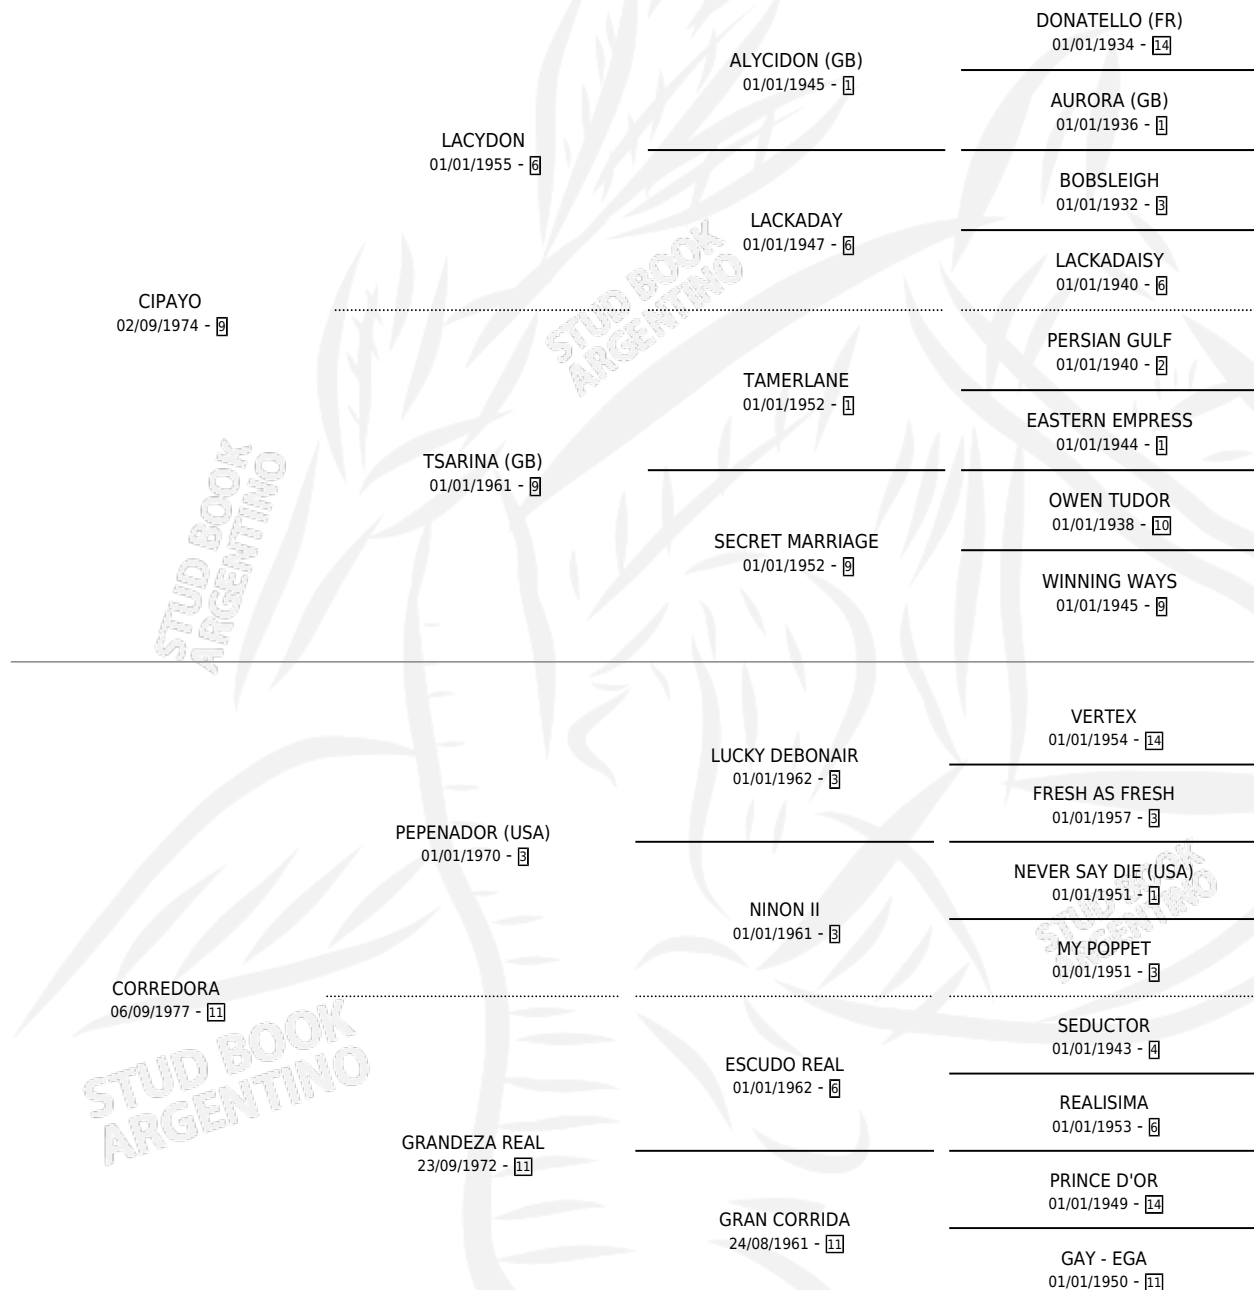 DONATELLO (FR)
01/01/1934 - 14
ALYCIDON (GB)
01/01/1945 - 1
AURORA (GB)
01/01/1936 - 1
LACYDON
01/01/1955 - 6
BOBSLEIGH
01/01/1932 - 3
LACKADAY
01/01/1947 - 6
LACKADAISY
01/01/1940 - 6
CIPAYO
02/09/1974 - 9
PERSIAN GULF
01/01/1940 - 2
TAMERLANE
01/01/1952 - 1
EASTERN EMPRESS
01/01/1944 - 1
TSARINA (GB)
01/01/1961 - 9
OWEN TUDOR
01/01/1938 - 10
SECRET MARRIAGE
01/01/1952 - 9
WINNING WAYS
01/01/1945 - 9
STUD BOOK
ARGENTINO
STUD BOOK
ARGENTINO
VERTEX
01/01/1954 - 14
LUCKY DEBONAIR
01/01/1962 - 3
FRESH AS FRESH
01/01/1957 - 3
PEPENADOR (USA)
01/01/1970 - 3
NEVER SAY DIE (USA)
01/01/1951 - 1
NINON II
01/01/1961 - 3
MY POPPET
01/01/1951 - 3
STUD BOOK
ARGENTINO
CORREDORA
06/09/1977 - 11
SEDUCTOR
01/01/1943 - 4
ESCUDO REAL
01/01/1962 - 6
REALISIMA
01/01/1953 - 6
STUD BOOK
ARGENTINO
GRANDEZA REAL
23/09/1972 - 11
PRINCE D'OR
01/01/1949 - 14
GRAN CORRIDA
24/08/1961 - 11
GAY - EGA
01/01/1950 - 11